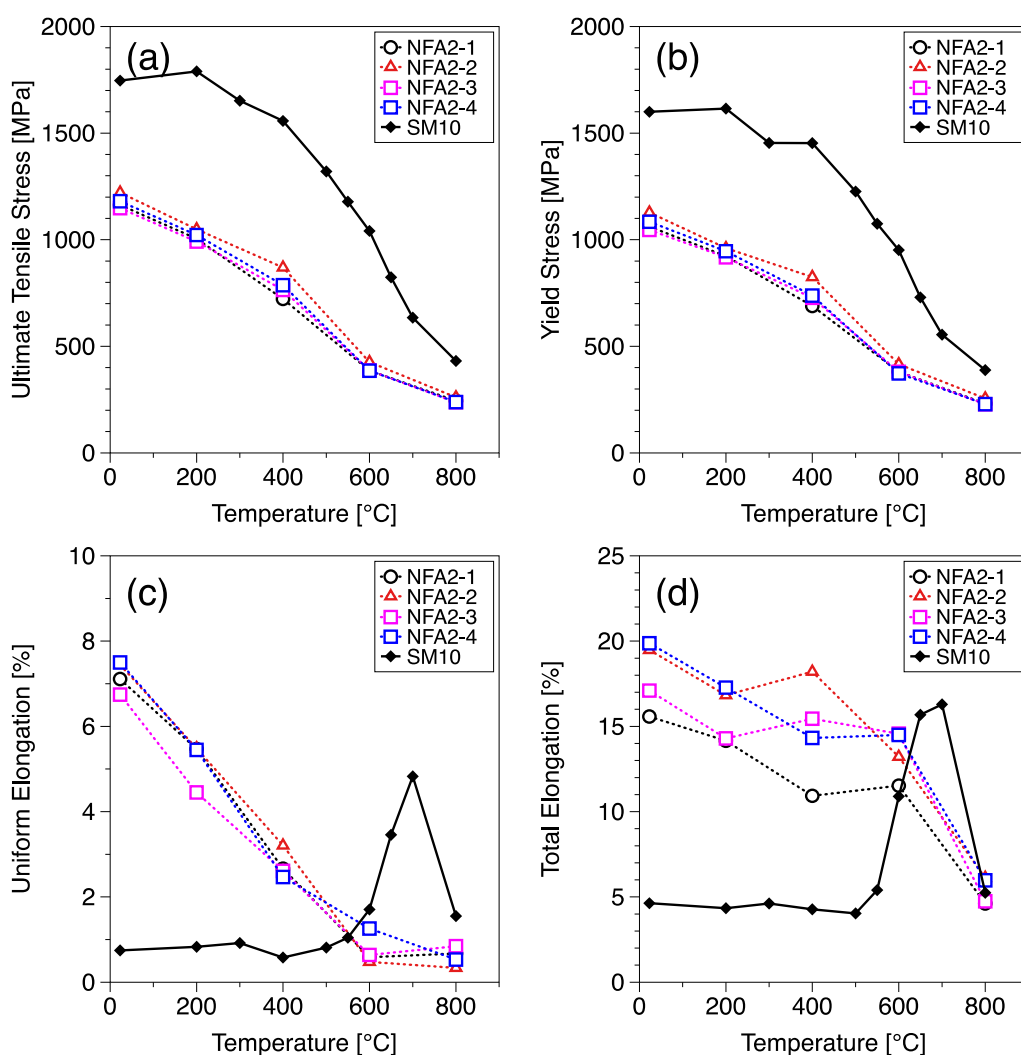 (a)
NFA2-1
NFA2-2
NFA2-3
NFA2-4
SM10
2000
1500
1000
500
0
Ultimate Tensile Stress [MPa]
0 200 400 600 800
Temperature [°C]
(b)
NFA2-1
NFA2-2
NFA2-3
NFA2-4
SM10
2000
1500
1000
500
0
Yield Stress [MPa]
0 200 400 600 800
Temperature [°C]
(c)
NFA2-1
NFA2-2
NFA2-3
NFA2-4
SM10
10
8
6
4
2
0
Uniform Elongation [%]
0 200 400 600 800
Temperature [°C]
(d)
NFA2-1
NFA2-2
NFA2-3
NFA2-4
SM10
25
20
15
10
5
0
Total Elongation [%]
0 200 400 600 800
Temperature [°C]